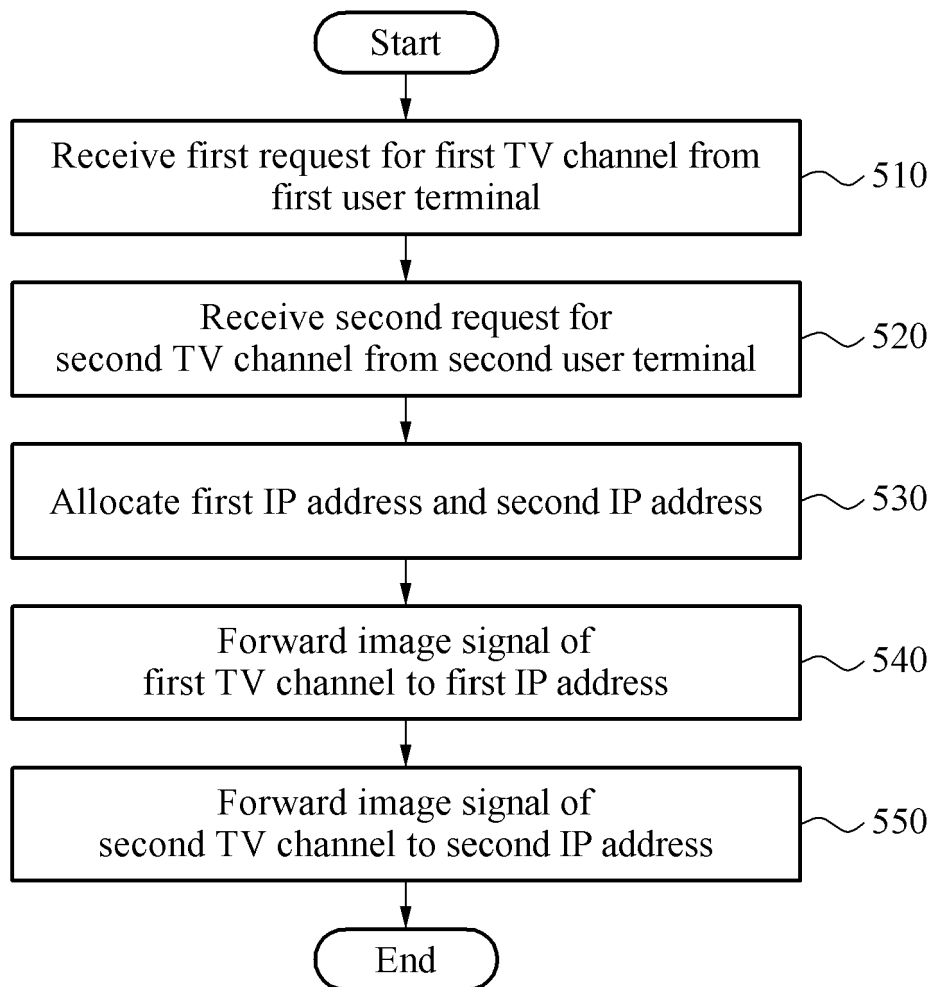 Start
Receive first request for first TV channel from
first user terminal
510
Receive second request for
second TV channel from second user terminal
520
Allocate first IP address and second IP address
530
Forward image signal of
first TV channel to first IP address
540
Forward image signal of
second TV channel to second IP address
550
End